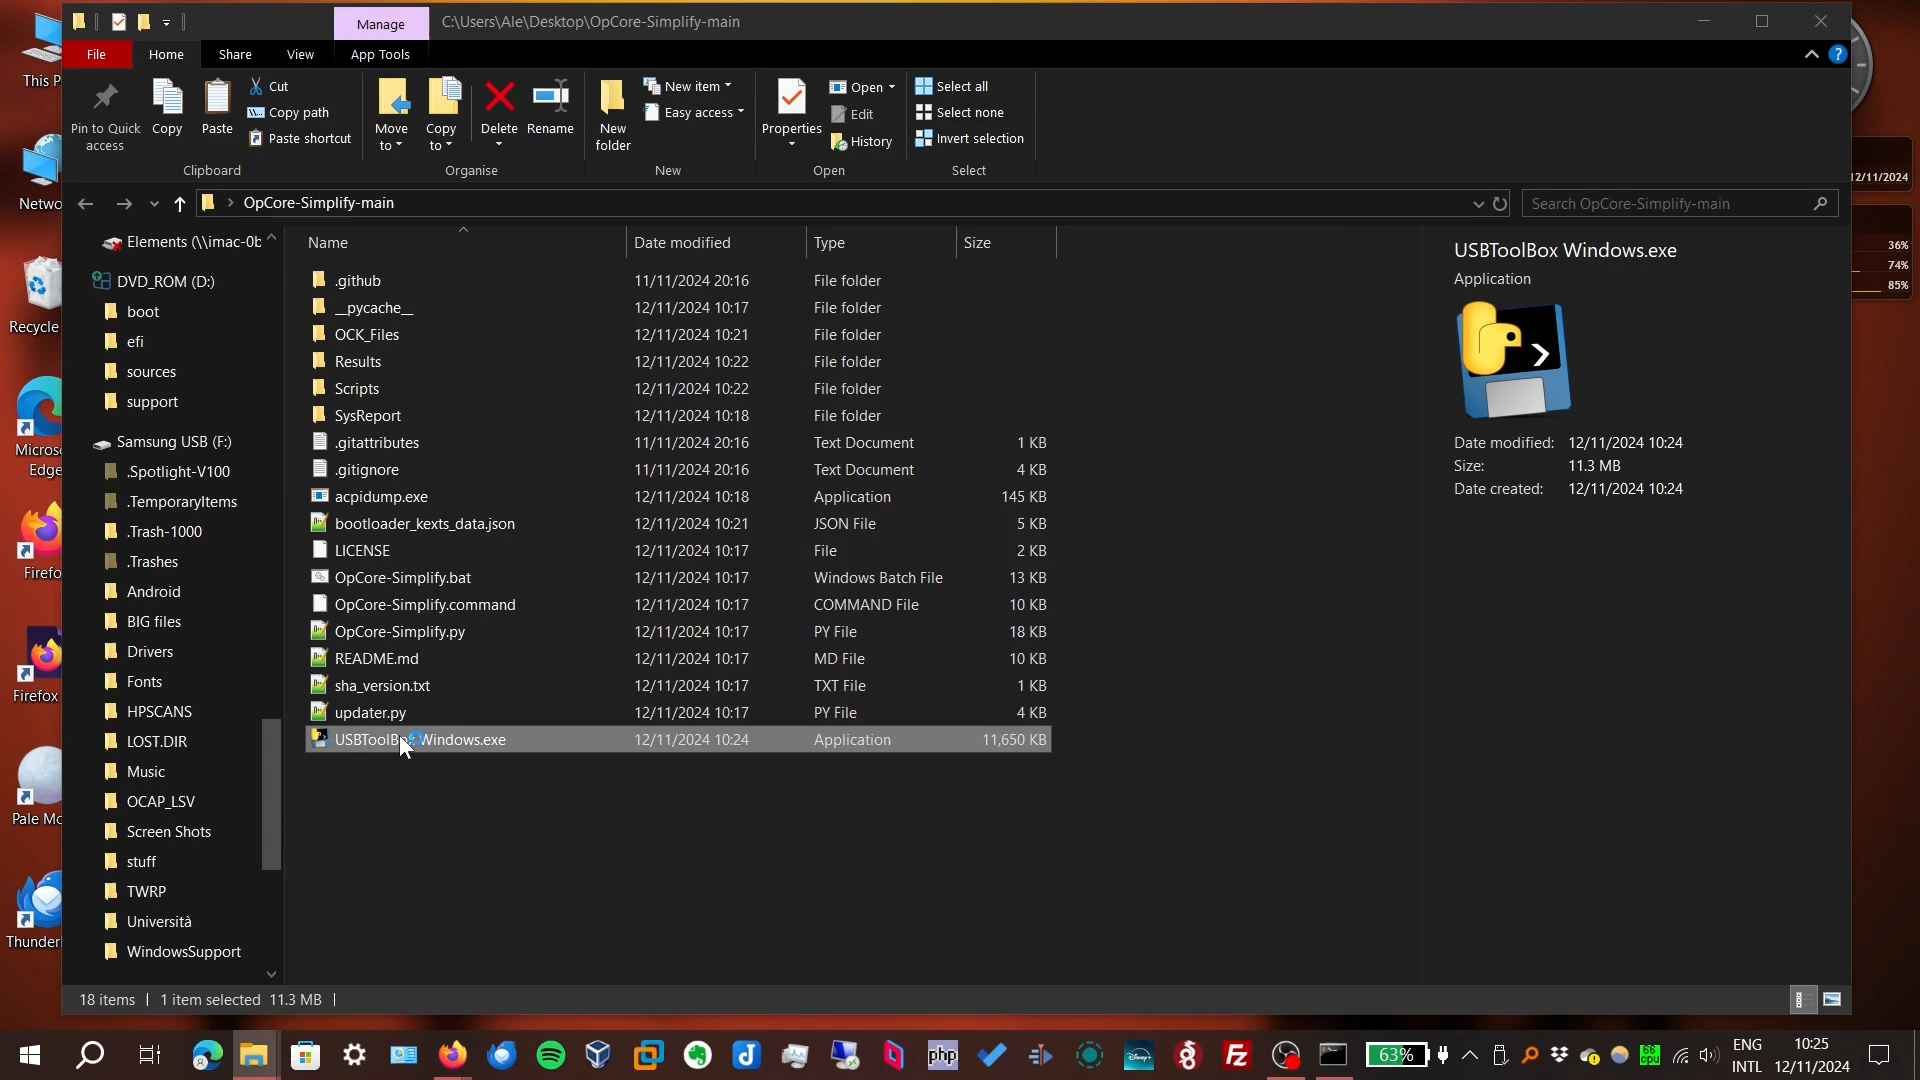 Manage
C:\Users\Ale\Desktop\OpCore-Simplify-main
File
Home
Share
View
App Tools
Pin to Quick access
Copy
Paste
Cut
Copy path
Paste shortcut
Clipboard
Move to
Copy to
Delete
Rename
Organise
New folder
New item
Easy access
New
Properties
Open
Edit
History
Open
Select all
Select none
Invert selection
Select
OpCore-Simplify-main
Search OpCore-Simplify-main
Elements (\\imac-0b
DVD_ROM (D:)
boot
efi
sources
support
Samsung USB (F:)
.Spotlight-V100
.TemporaryItems
.Trash-1000
.Trashes
Android
BIG files
Drivers
Fonts
HPSCANS
LOST.DIR
Music
OCAP_LSV
Screen Shots
stuff
TWRP
Università
WindowsSupport
Name Date modified Type Size
.github 11/11/2024 20:16 File folder
__pycache__ 12/11/2024 10:17 File folder
OCK_Files 12/11/2024 10:21 File folder
Results 12/11/2024 10:22 File folder
Scripts 12/11/2024 10:22 File folder
SysReport 12/11/2024 10:18 File folder
.gitattributes 11/11/2024 20:16 Text Document 1 KB
.gitignore 11/11/2024 20:16 Text Document 4 KB
acpidump.exe 12/11/2024 10:18 Application 145 KB
bootloader_kexts_data.json 12/11/2024 10:21 JSON File 5 KB
LICENSE 12/11/2024 10:17 File 2 KB
OpCore-Simplify.bat 12/11/2024 10:17 Windows Batch File 13 KB
OpCore-Simplify.command 12/11/2024 10:17 COMMAND File 10 KB
OpCore-Simplify.py 12/11/2024 10:17 PY File 18 KB
README.md 12/11/2024 10:17 MD File 10 KB
sha_version.txt 12/11/2024 10:17 TXT File 1 KB
updater.py 12/11/2024 10:17 PY File 4 KB
USBToolBox Windows.exe 12/11/2024 10:24 Application 11,650 KB
USBToolBox Windows.exe
Application
Date modified: 12/11/2024 10:24
Size: 11.3 MB
Date created: 12/11/2024 10:24
18 items
1 item selected 11.3 MB
This P
Netwo
Recycle
Micros
Edge
Firefo
Firefox
Pale Mo
Thunder
12/11/2024
36%
74%
85%
php
63%
ENG
INTL
10:25
12/11/2024